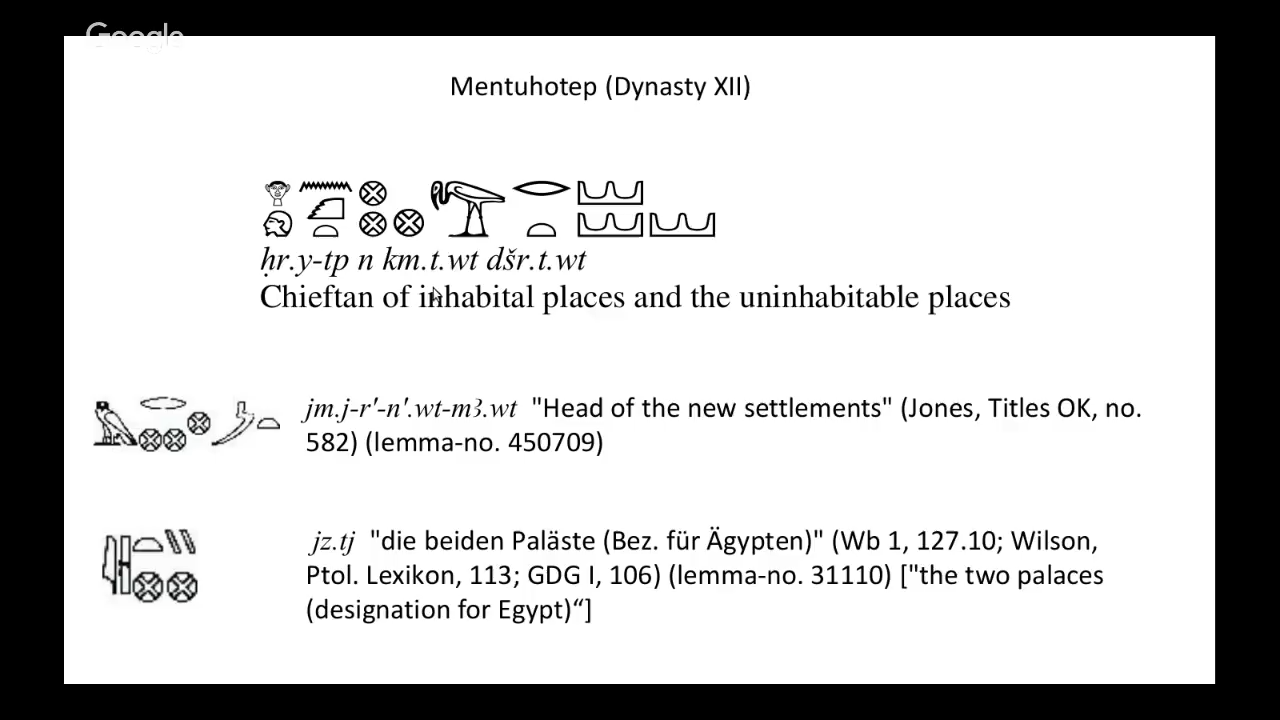 Google
Mentuhotep (Dynasty XII)
𓁷𓁶𓈖𓆎𓏏𓊖𓊖𓊖𓅟𓂋𓏏𓈉𓈉𓈉
ḥr.y-tp n km.t.wt dšr.t.wt
Chieftan of inhabital places and the uninhabitable places
𓅓𓂋𓊖𓊖𓊖𓌳𓏏
jm.j-r'-n'.wt-mꜣ.wt "Head of the new settlements" (Jones, Titles OK, no.
582) (lemma-no. 450709)
jz.tj "die beiden Paläste (Bez. für Ägypten)" (Wb 1, 127.10; Wilson,
Ptol. Lexikon, 113; GDG I, 106) (lemma-no. 31110) ["the two palaces
(designation for Egypt)“]